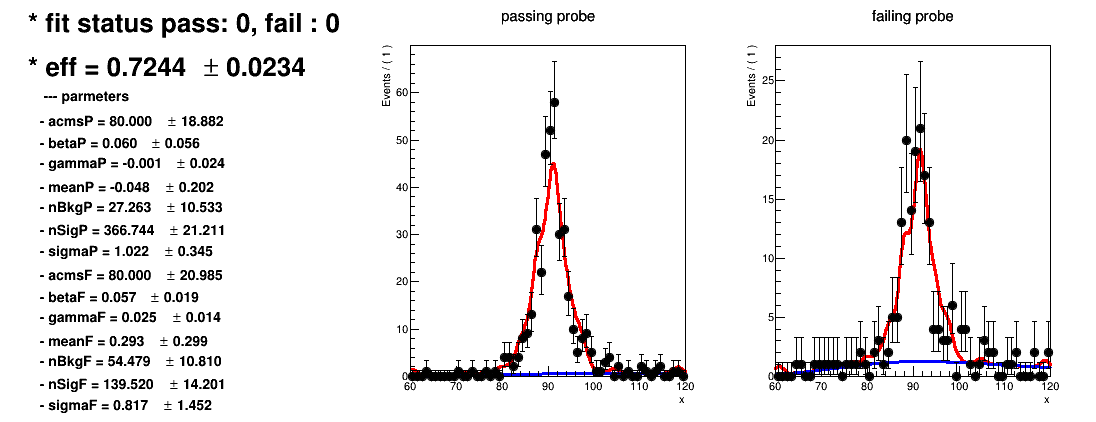 * fit status pass: 0, fail : 0
* eff = 0.7244 ± 0.0234
--- parmeters
- acmsP = 80.000 ± 18.882
- betaP = 0.060 ± 0.056
- gammaP = -0.001 ± 0.024
- meanP = -0.048 ± 0.202
- nBkgP = 27.263 ± 10.533
- nSigP = 366.744 ± 21.211
- sigmaP = 1.022 ± 0.345
- acmsF = 80.000 ± 20.985
- betaF = 0.057 ± 0.019
- gammaF = 0.025 ± 0.014
- meanF = 0.293 ± 0.299
- nBkgF = 54.479 ± 10.810
- nSigF = 139.520 ± 14.201
- sigmaF = 0.817 ± 1.452
passing probe
Events / ( 1 )
60
50
40
30
20
10
0
60 70 80 90 100 110 120
x
failing probe
Events / ( 1 )
25
20
15
10
5
0
60 70 80 90 100 110 120
x